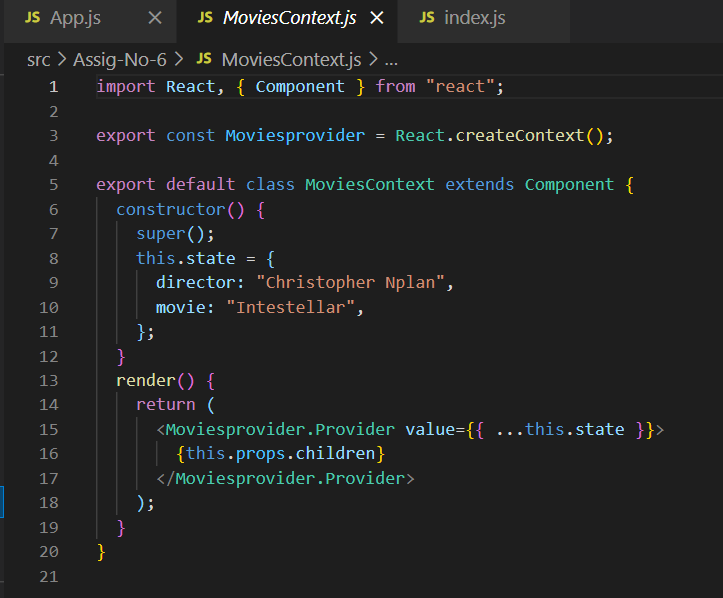 JS App.js × JS MoviesContext.js × JS index.js
src > Assig-No-6 > JS MoviesContext.js > ...
1 import React, { Component } from "react";
2
3 export const Moviesprovider = React.createContext();
4
5 export default class MoviesContext extends Component {
6 constructor() {
7 super();
8 this.state = {
9 director: "Christopher Nplan",
10 movie: "Intestellar",
11 };
12 }
13 render() {
14 return (
15 <Moviesprovider.Provider value={{ ...this.state }}>
16 {this.props.children}
17 </Moviesprovider.Provider>
18 );
19 }
20 }
21